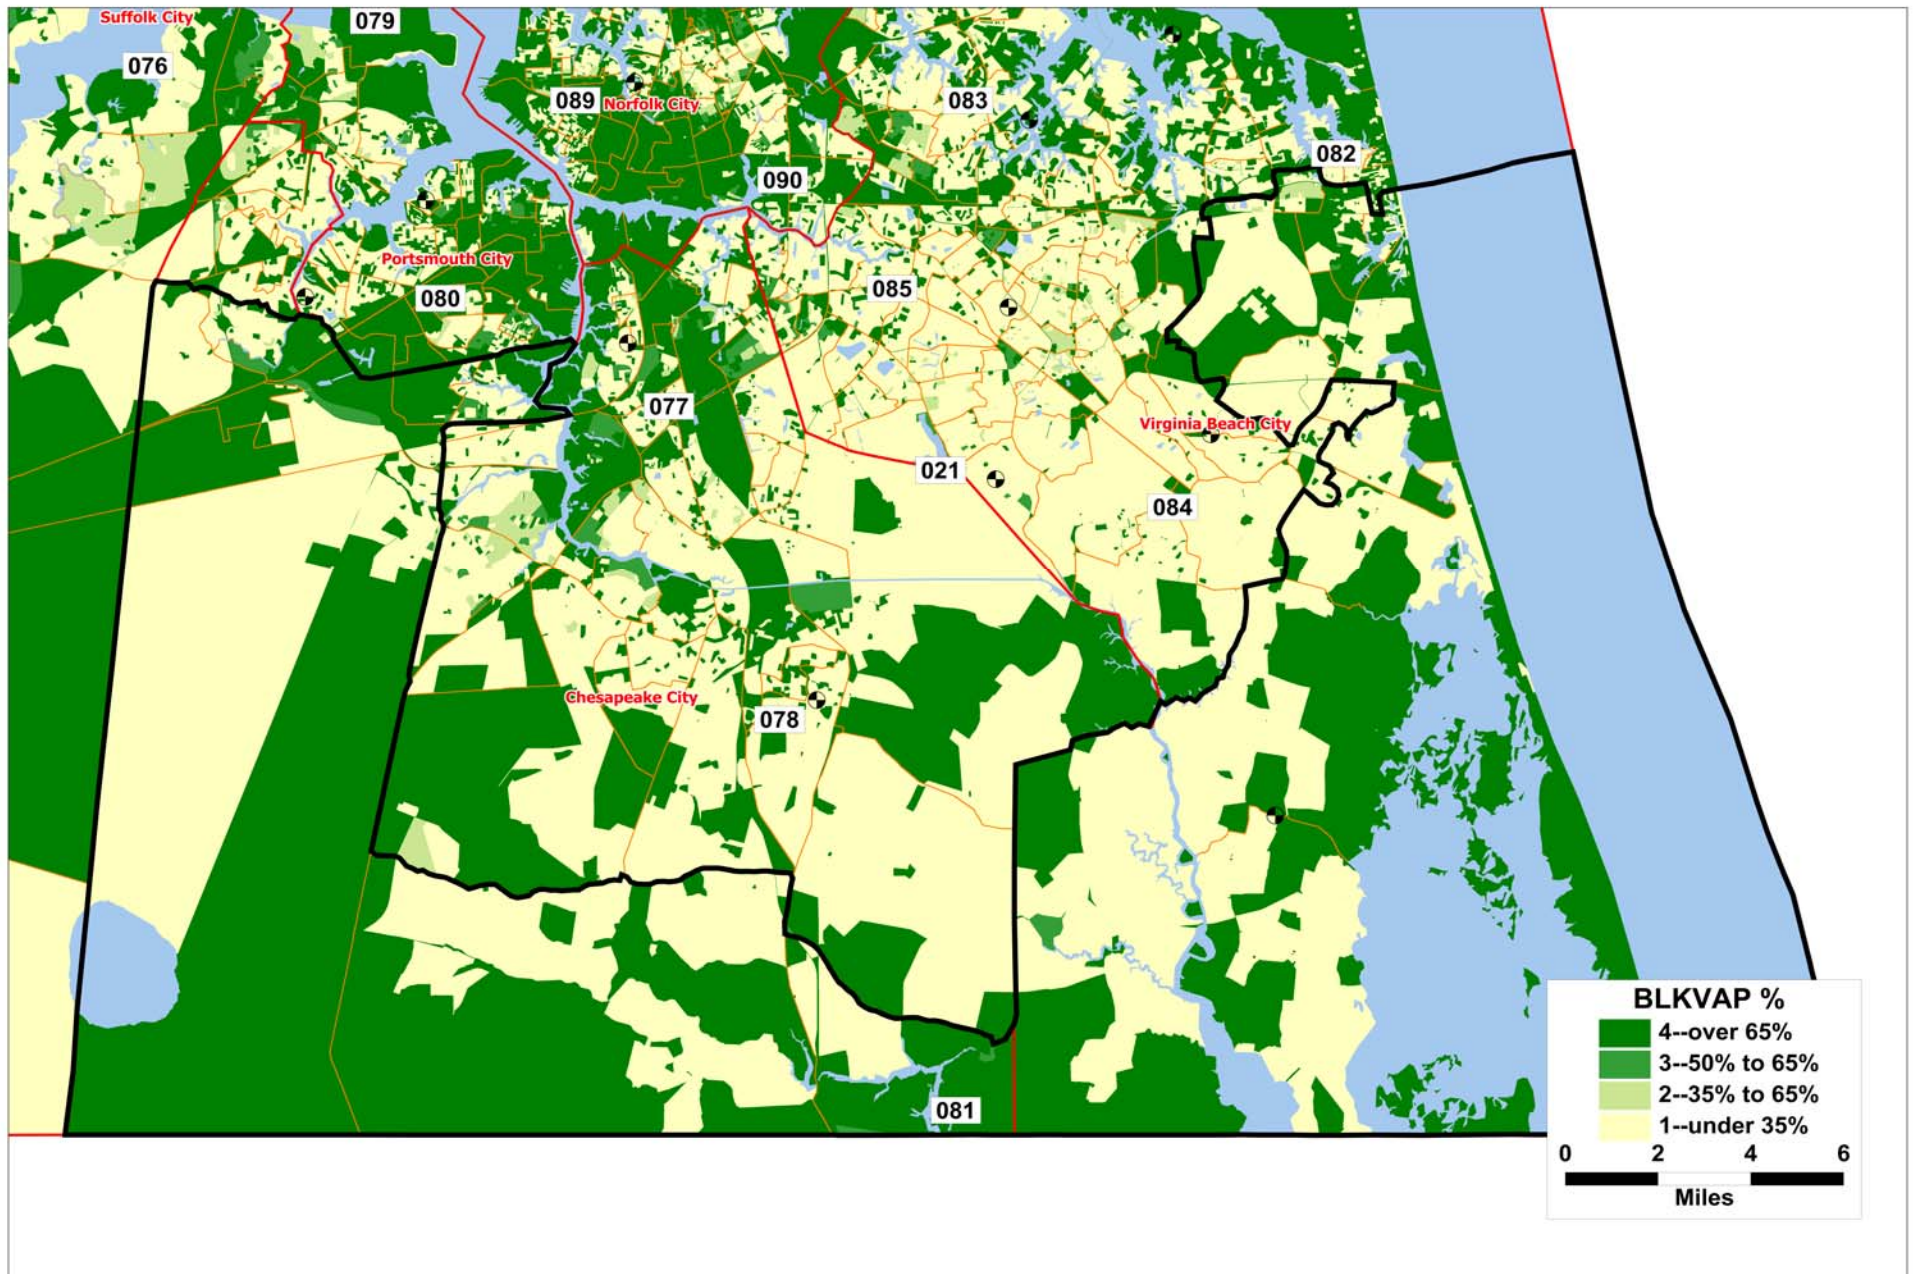 Suffolk City
079
076
089
Norfolk City
083
082
090
Portsmouth City
080
085
077
Virginia Beach City
021
084
Chesapeake City
078
081
BLKVAP %
4--over 65%
3--50% to 65%
2--35% to 65%
1--under 35%
0 2 4 6
Miles